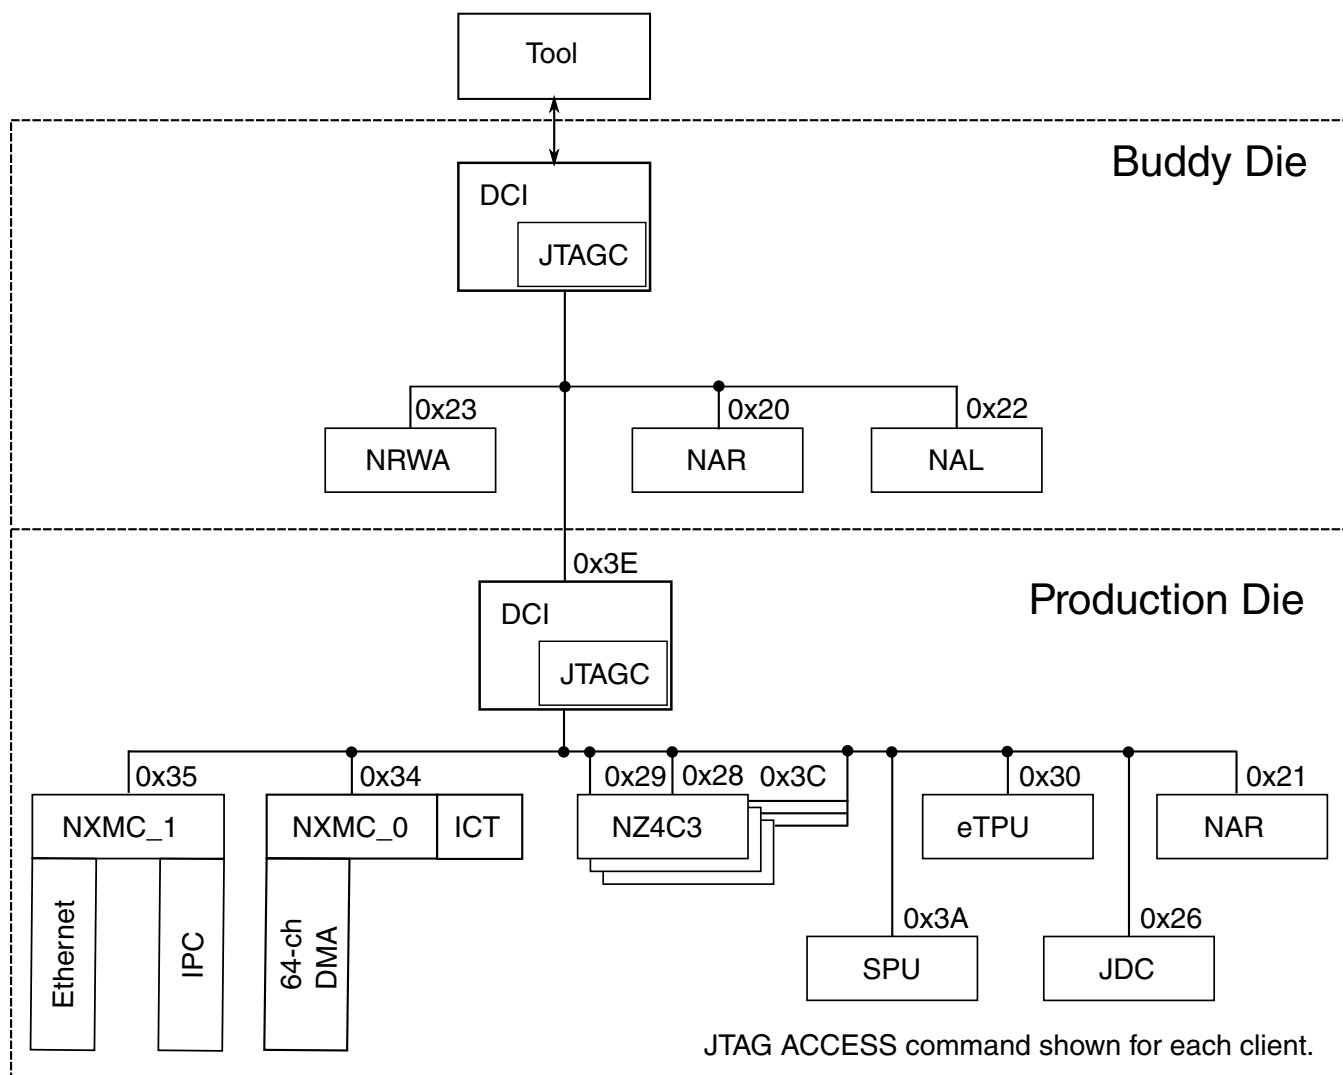 Tool
Buddy Die
DCI
JTAGC
0x23
0x20
0x22
NRWA
NAR
NAL
0x3E
Production Die
DCI
JTAGC
0x35
0x34
0x29
0x28
0x3C
0x30
0x21
NXMC_1
NXMC_0
ICT
NZ4C3
eTPU
NAR
Ethernet
IPC
64-ch
DMA
0x3A
0x26
SPU
JDC
JTAG ACCESS command shown for each client.